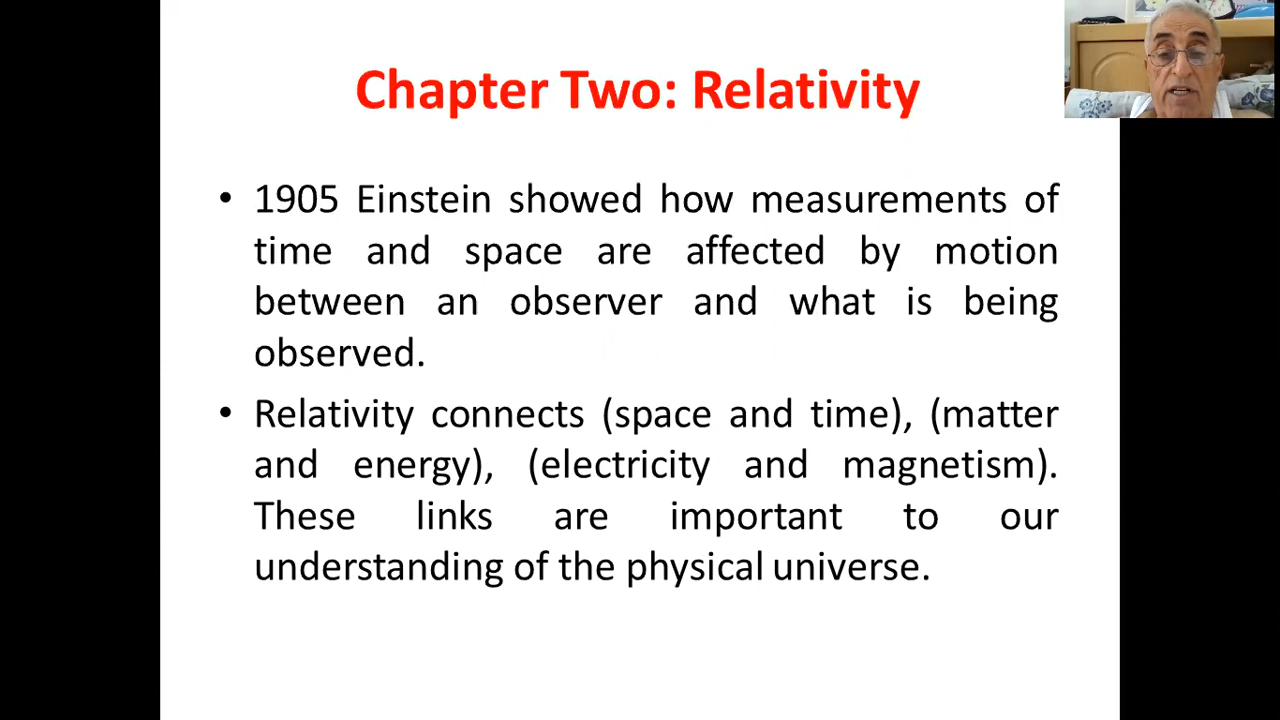 Chapter Two: Relativity
• 1905 Einstein showed how measurements of
time and space are affected by motion
between an observer and what is being
observed.
• Relativity connects (space and time), (matter
and energy), (electricity and magnetism).
These links are important to our
understanding of the physical universe.